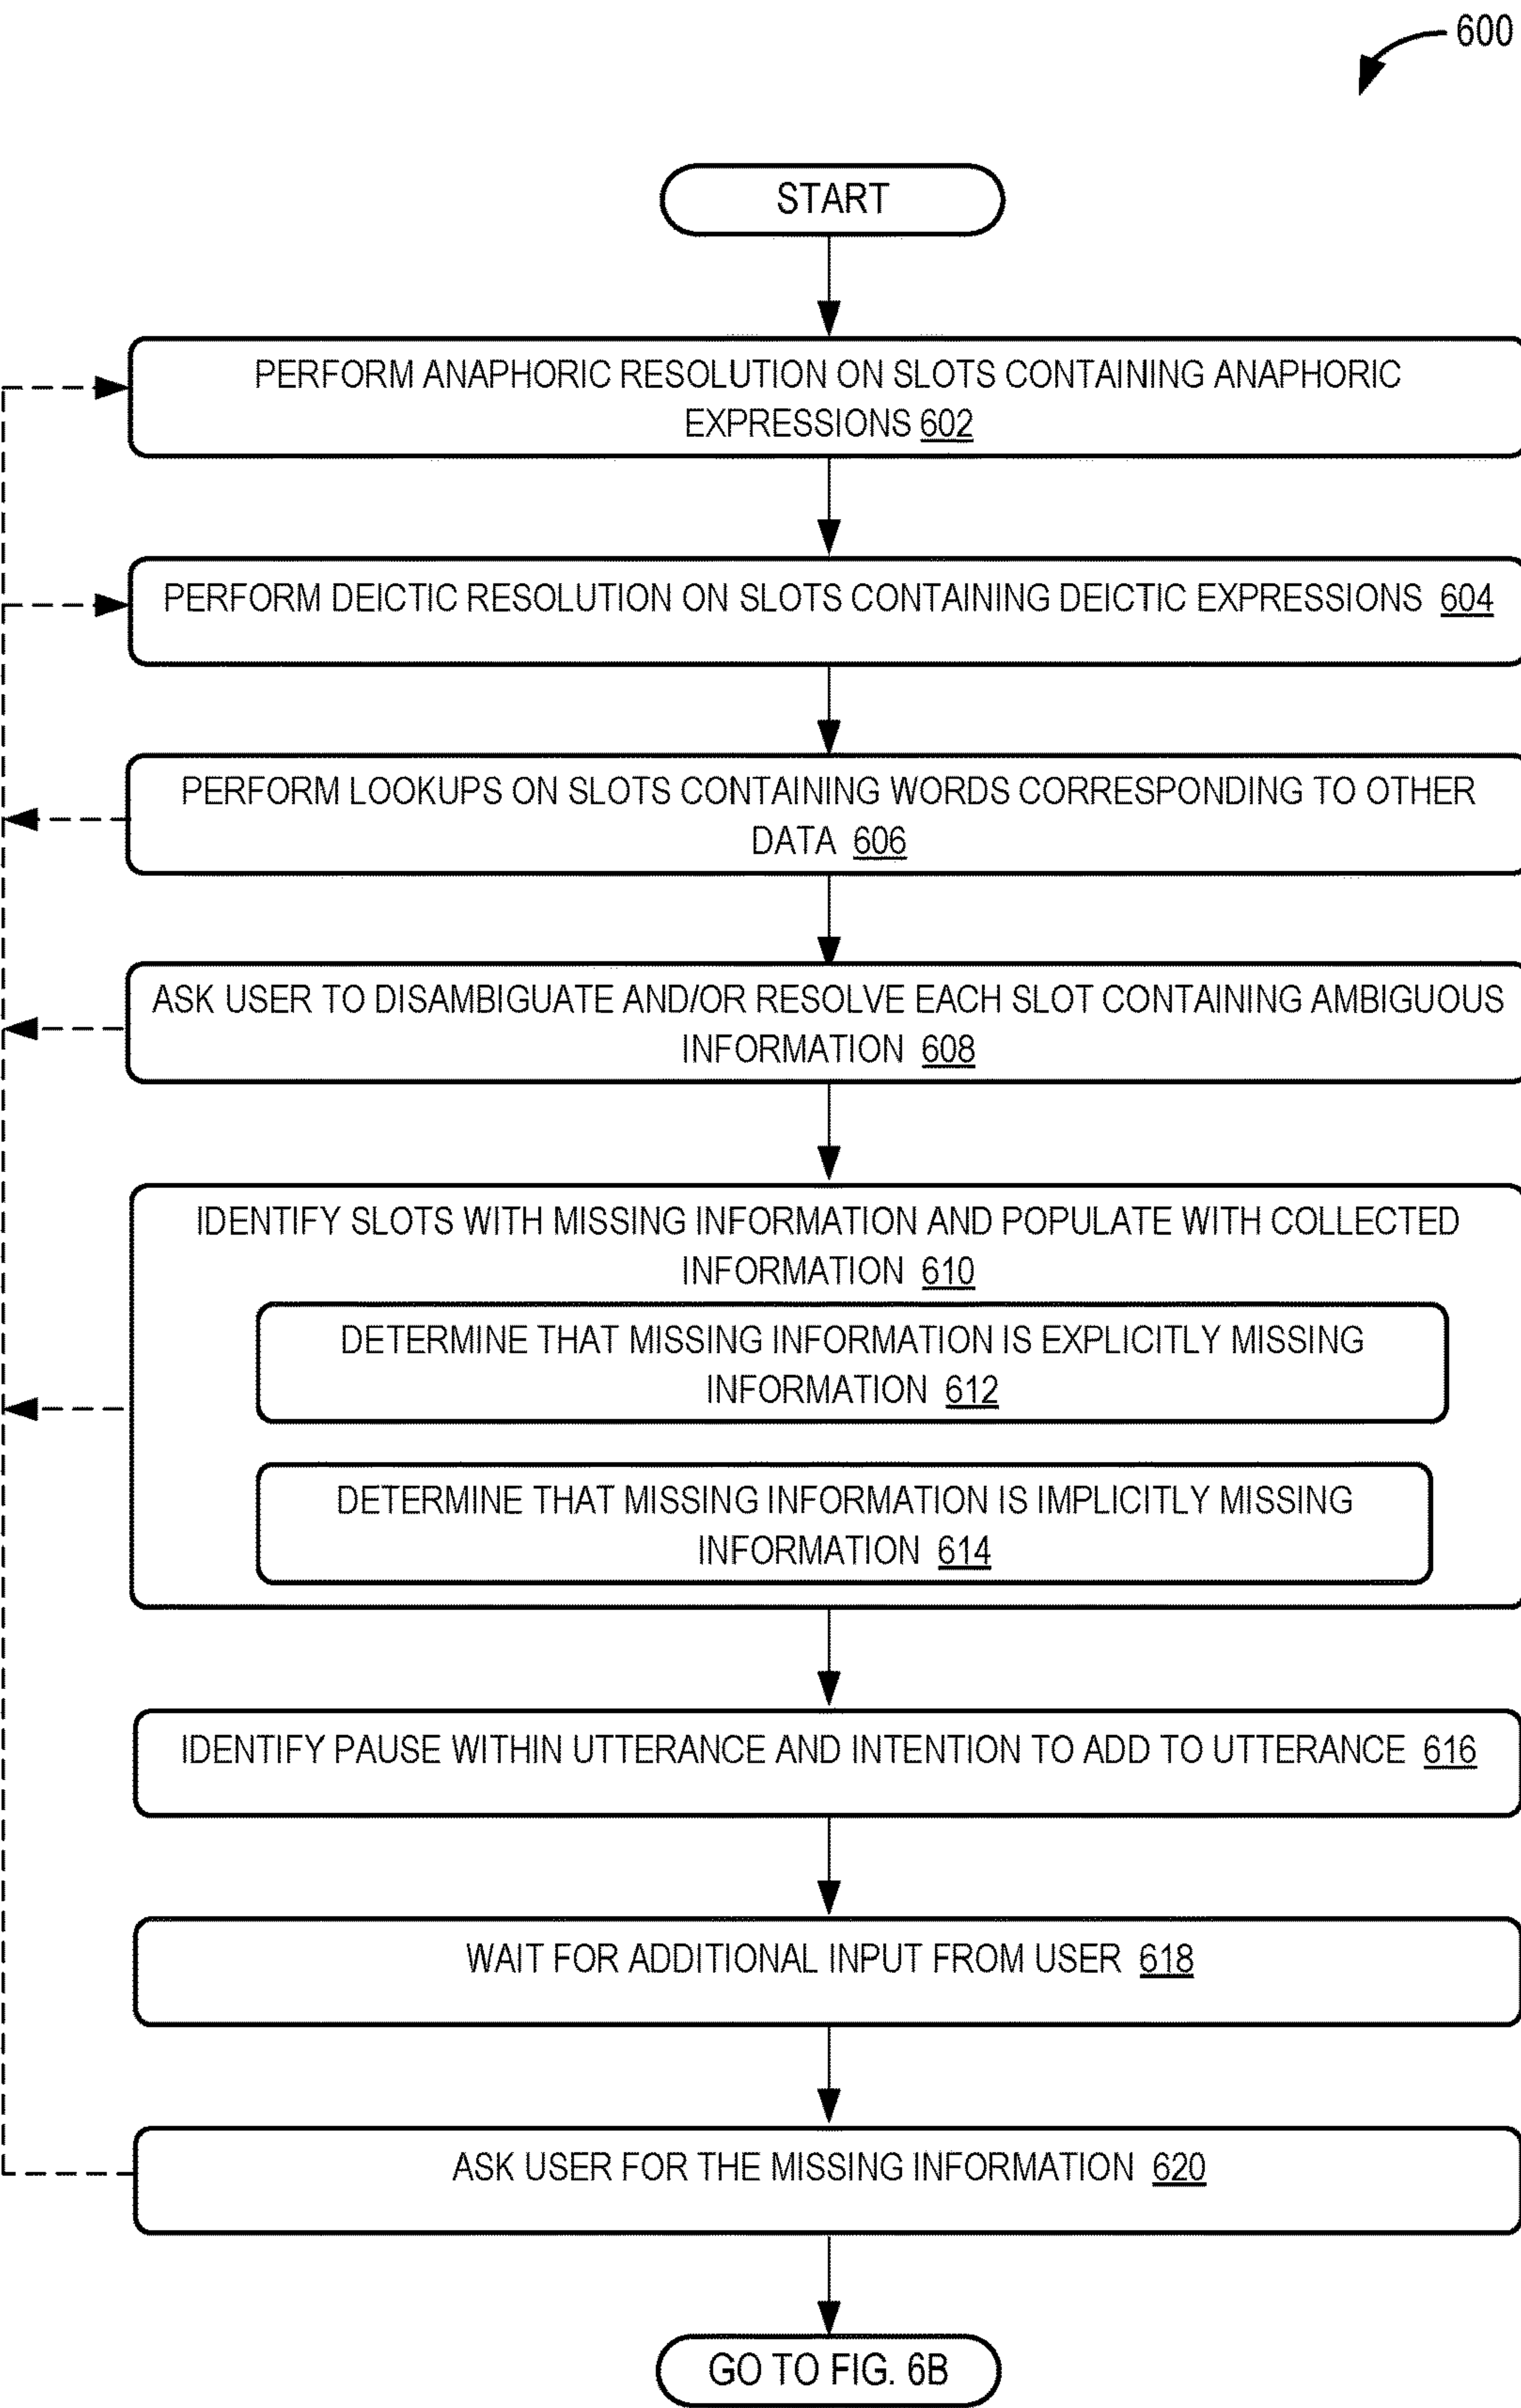 600
START
PERFORM ANAPHORIC RESOLUTION ON SLOTS CONTAINING ANAPHORIC
EXPRESSIONS 602
PERFORM DEICTIC RESOLUTION ON SLOTS CONTAINING DEICTIC EXPRESSIONS 604
PERFORM LOOKUPS ON SLOTS CONTAINING WORDS CORRESPONDING TO OTHER
DATA 606
ASK USER TO DISAMBIGUATE AND/OR RESOLVE EACH SLOT CONTAINING AMBIGUOUS
INFORMATION 608
IDENTIFY SLOTS WITH MISSING INFORMATION AND POPULATE WITH COLLECTED
INFORMATION 610
DETERMINE THAT MISSING INFORMATION IS EXPLICITLY MISSING
INFORMATION 612
DETERMINE THAT MISSING INFORMATION IS IMPLICITLY MISSING
INFORMATION 614
IDENTIFY PAUSE WITHIN UTTERANCE AND INTENTION TO ADD TO UTTERANCE 616
WAIT FOR ADDITIONAL INPUT FROM USER 618
ASK USER FOR THE MISSING INFORMATION 620
GO TO FIG. 6B